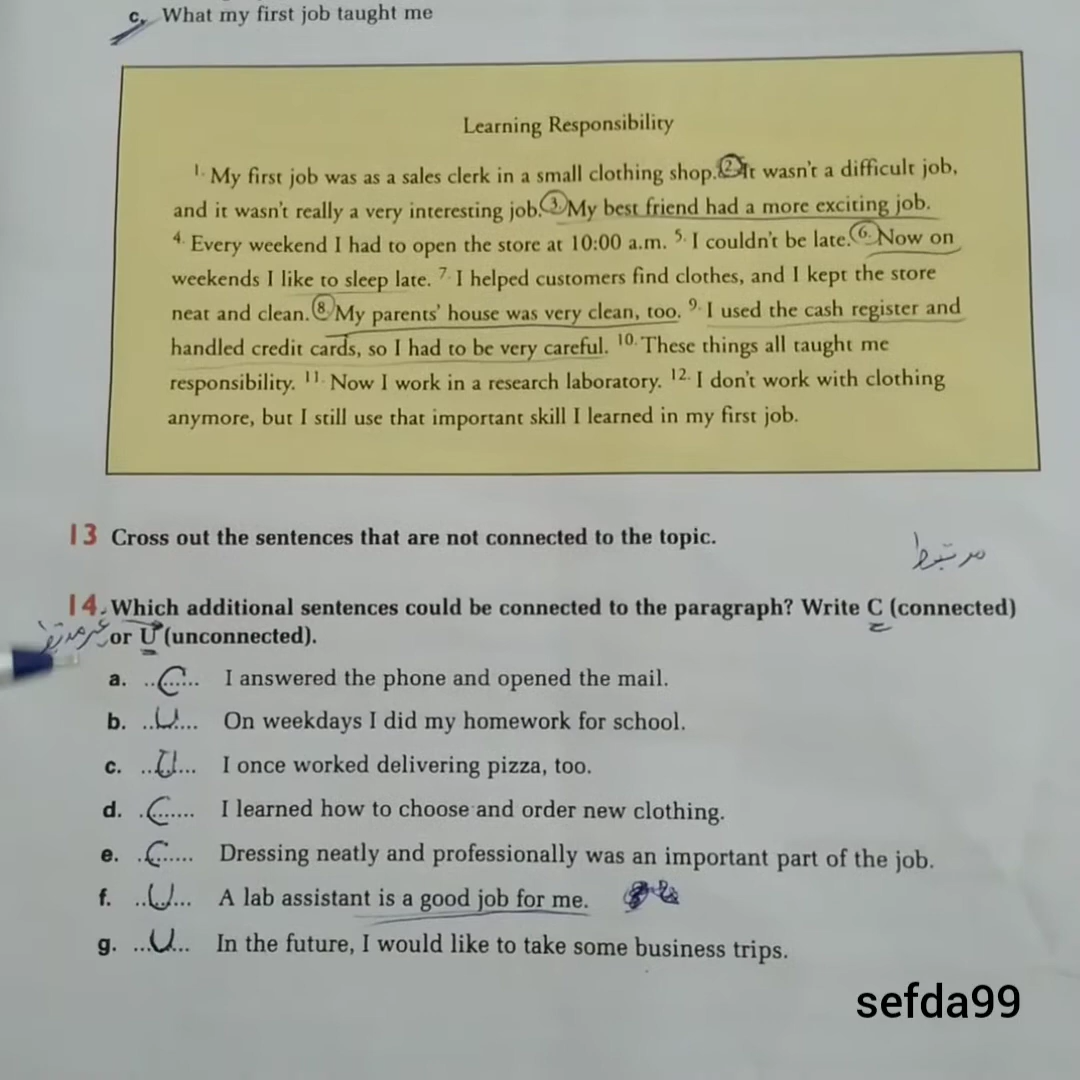 c. What my first job taught me
Learning Responsibility
1. My first job was as a sales clerk in a small clothing shop. 2. It wasn't a difficult job,
and it wasn't really a very interesting job. 3. My best friend had a more exciting job.
4. Every weekend I had to open the store at 10:00 a.m. 5. I couldn't be late. 6. Now on
weekends I like to sleep late. 7. I helped customers find clothes, and I kept the store
neat and clean. 8. My parents' house was very clean, too. 9. I used the cash register and
handled credit cards, so I had to be very careful. 10. These things all taught me
responsibility. 11. Now I work in a research laboratory. 12. I don't work with clothing
anymore, but I still use that important skill I learned in my first job.
13 Cross out the sentences that are not connected to the topic.
مرتبط
14. Which additional sentences could be connected to the paragraph? Write C (connected)
or U (unconnected).
a. ..C... I answered the phone and opened the mail.
b. ..U... On weekdays I did my homework for school.
c. ..U... I once worked delivering pizza, too.
d. .C...... I learned how to choose and order new clothing.
e. .C..... Dressing neatly and professionally was an important part of the job.
f. ..U... A lab assistant is a good job for me.
g. ...U... In the future, I would like to take some business trips.
sefda99